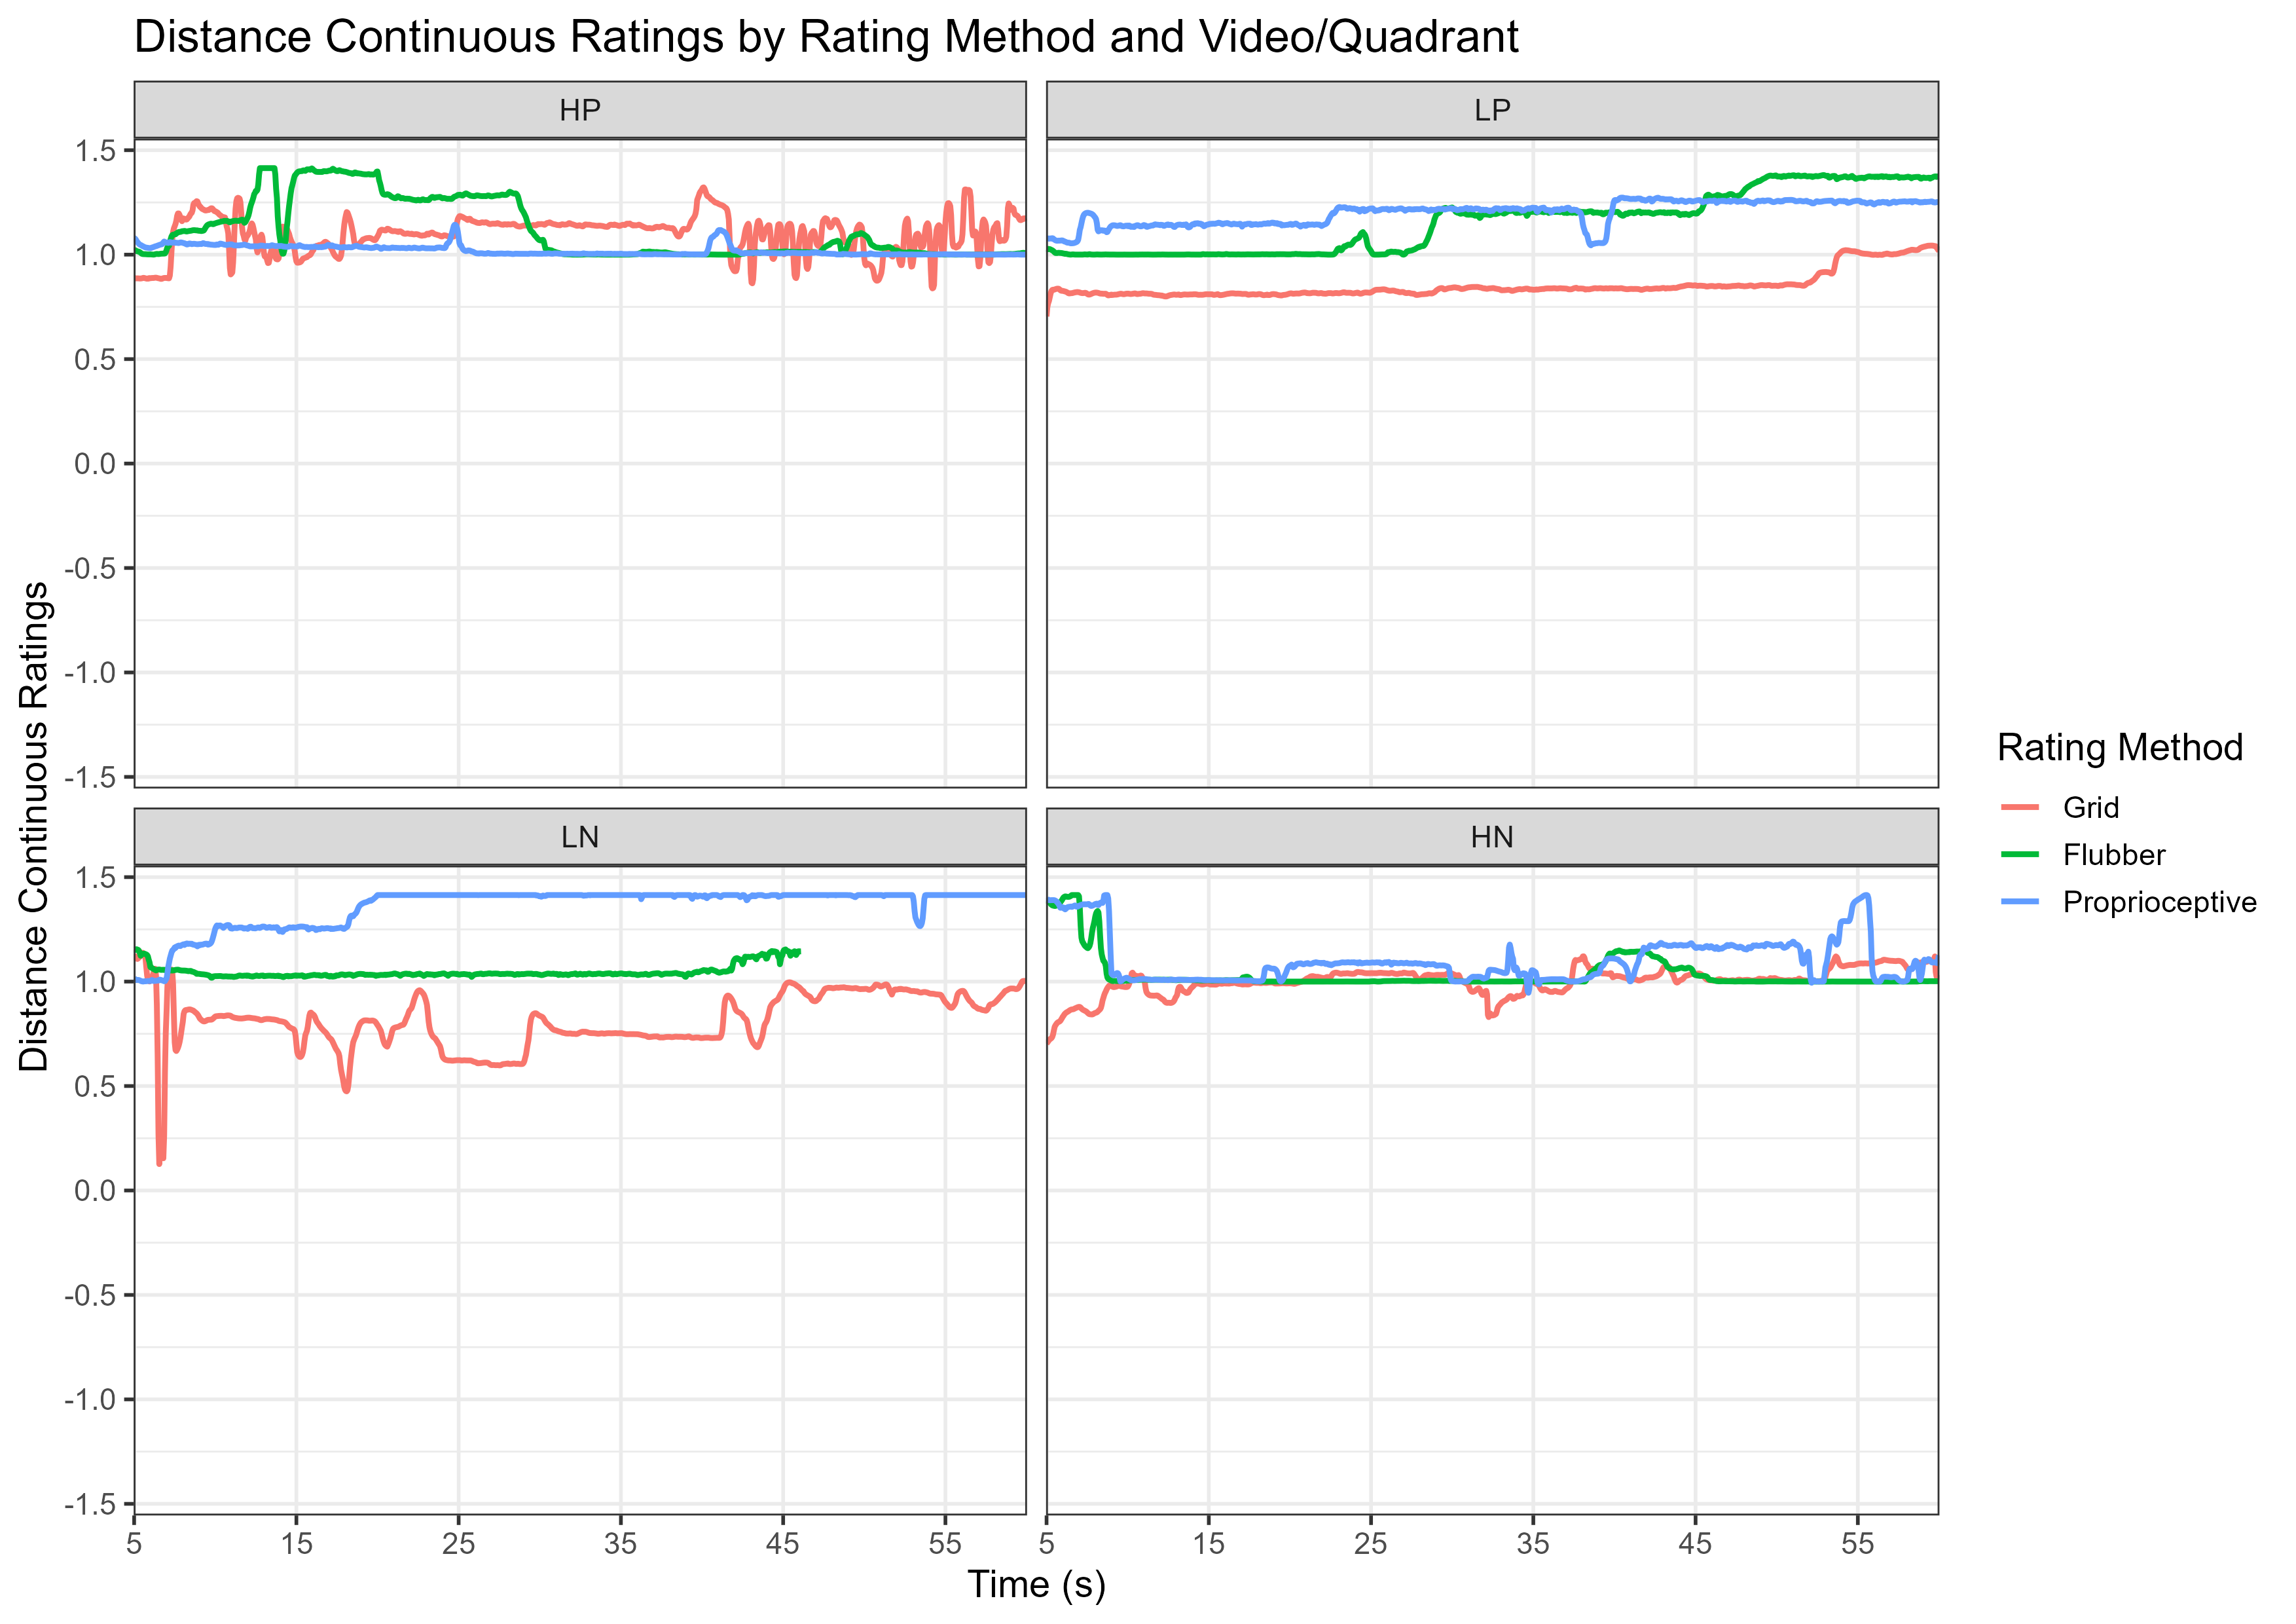 Distance Continuous Ratings by Rating Method and Video/Quadrant
HP
LP
1.5
1.0
0.5
0.0
-0.5
-1.0
-1.5
LN
HN
1.5
1.0
0.5
0.0
-0.5
-1.0
-1.5
5 15 25 35 45 55
5 15 25 35 45 55
Time (s)
Distance Continuous Ratings
Rating Method
Grid
Flubber
Proprioceptive